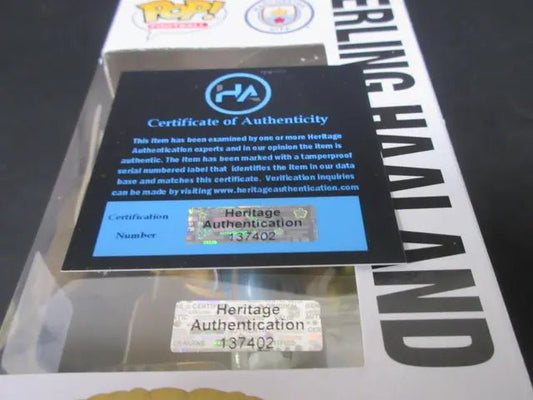 POP!
FOOTBALL
ERLING HAALAND
HA
Certificate of Authenticity
This item has been examined by one or more Heritage
Authentication experts and in our opinion the item is
authentic. The item has been marked with a tamperproof
serial numbered label that identifies the item in our data
base and matches this certificate. Verification inquiries
can be made by visiting www.heritageauthentication.com
Certification
Number
Heritage
Authentication
137402
Heritage
Authentication
137402